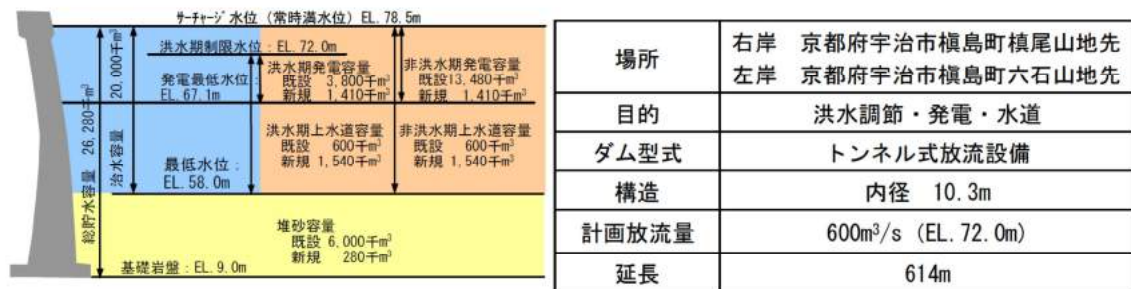 サーチャージ水位（常時満水位）EL.78.5m
洪水期制限水位：EL.72.0m
発電最低水位：
EL.67.1m
洪水期発電容量
既設 3,800千m³
新規 1,410千m³
非洪水期発電容量
既設13,480千m³
新規 1,410千m³
総貯水容量 26,280千m³
治水容量 20,000千m³
最低水位：
EL.58.0m
洪水期上水道容量
既設 600千m³
新規 1,540千m³
非洪水期上水道容量
既設 600千m³
新規 1,540千m³
堆砂容量
既設 6,000千m³
新規 280千m³
基礎岩盤：EL.9.0m
場所
右岸 京都府宇治市槇島町槙尾山地先
左岸 京都府宇治市槇島町六石山地先
目的
洪水調節・発電・水道
ダム型式
トンネル式放流設備
構造
内径 10.3m
計画放流量
600m³/s (EL.72.0m)
延長
614m